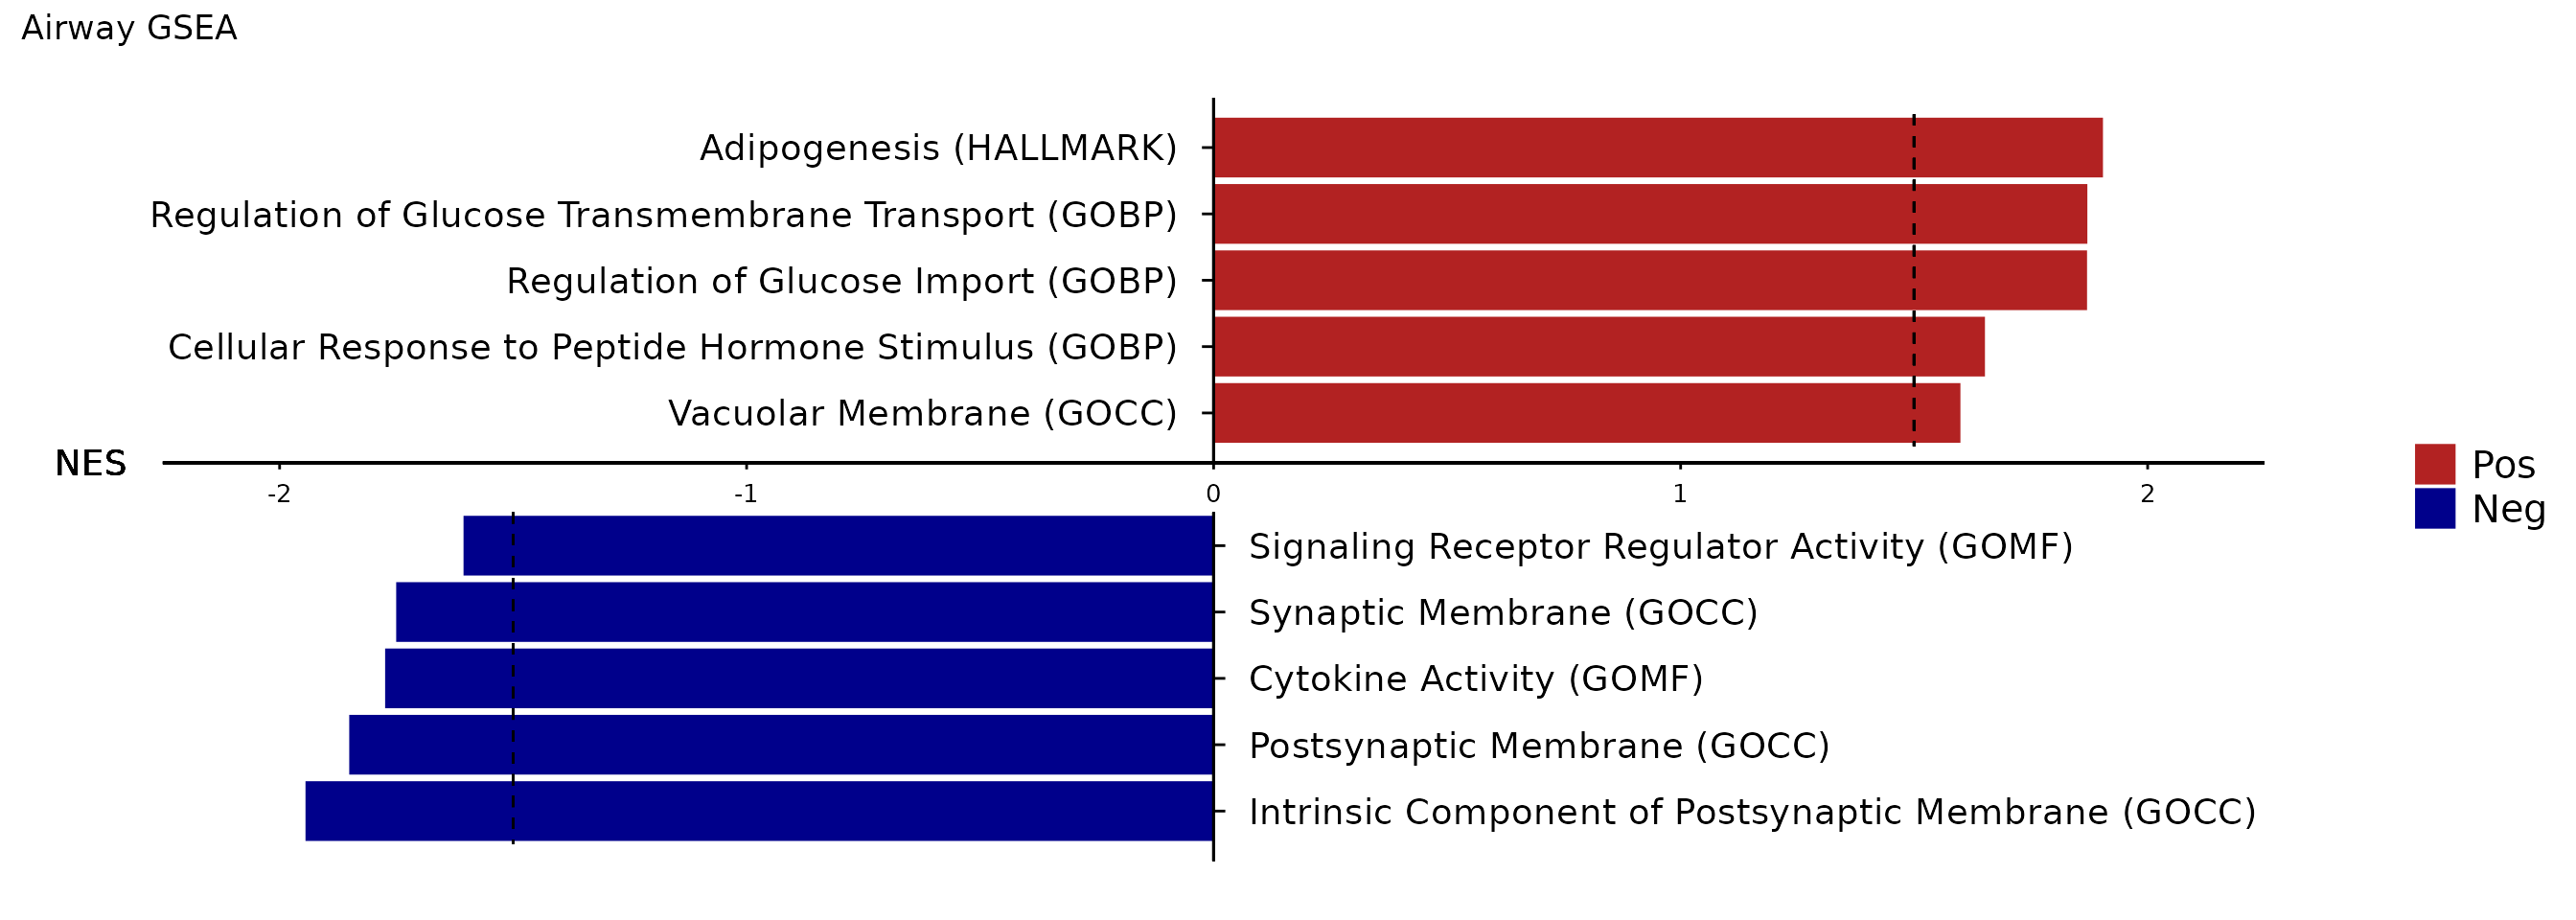 Airway GSEA
Adipogenesis (HALLMARK)
Regulation of Glucose Transmembrane Transport (GOBP)
Regulation of Glucose Import (GOBP)
Cellular Response to Peptide Hormone Stimulus (GOBP)
Vacuolar Membrane (GOCC)
NES
-2 -1 0 1 2
Pos
Neg
Signaling Receptor Regulator Activity (GOMF)
Synaptic Membrane (GOCC)
Cytokine Activity (GOMF)
Postsynaptic Membrane (GOCC)
Intrinsic Component of Postsynaptic Membrane (GOCC)